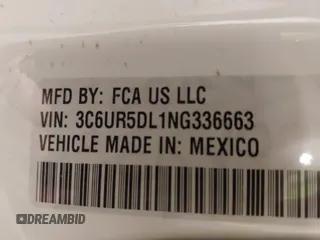 MFD BY: FCA US LLC
VIN: 3C6UR5DL1NG336663
VEHICLE MADE IN: MEXICO
DREAMBID